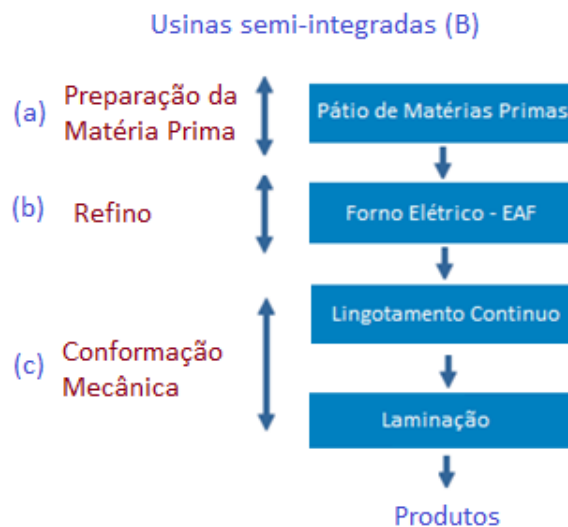 Usinas semi-integradas (B)
(a) Preparação da
Matéria Prima
Pátio de Matérias Primas
(b) Refino
Forno Elétrico - EAF
Lingotamento Continuo
(c) Conformação
Mecânica
Laminação
Produtos